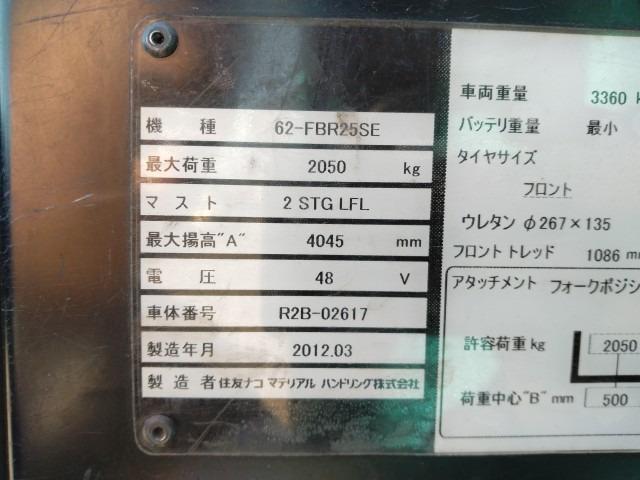 機 種 62-FBR25SE
最大荷重 2050 kg
マ ス ト 2 STG LFL
最大揚高"A" 4045 mm
電 圧 48 V
車体番号 R2B-02617
製造年月 2012.03
製 造 者 住友ナコ マテリアル ハンドリング株式会社
車両重量 3360
バッテリ重量 最小
タイヤサイズ
フロント
ウレタン φ267×135
フロント トレッド 1086 mm
アタッチメント フォークポジシ
許容荷重 kg 2050
荷重中心"B" mm 500